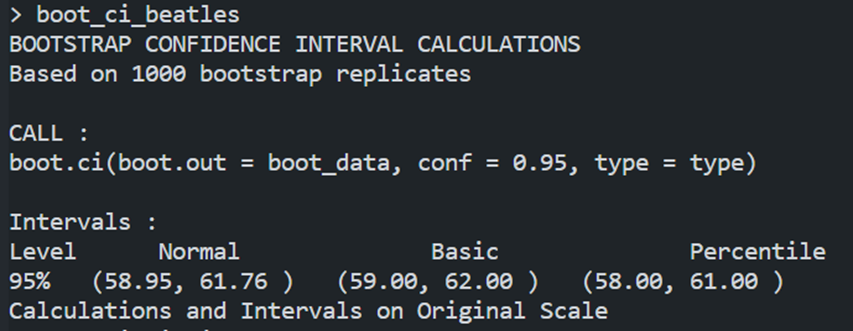 > boot_ci_beatles
BOOTSTRAP CONFIDENCE INTERVAL CALCULATIONS
Based on 1000 bootstrap replicates
CALL :
boot.ci(boot.out = boot_data, conf = 0.95, type = type)
Intervals :
Level      Normal              Basic              Percentile
95%   (58.95, 61.76 )   (59.00, 62.00 )   (58.00, 61.00 )
Calculations and Intervals on Original Scale